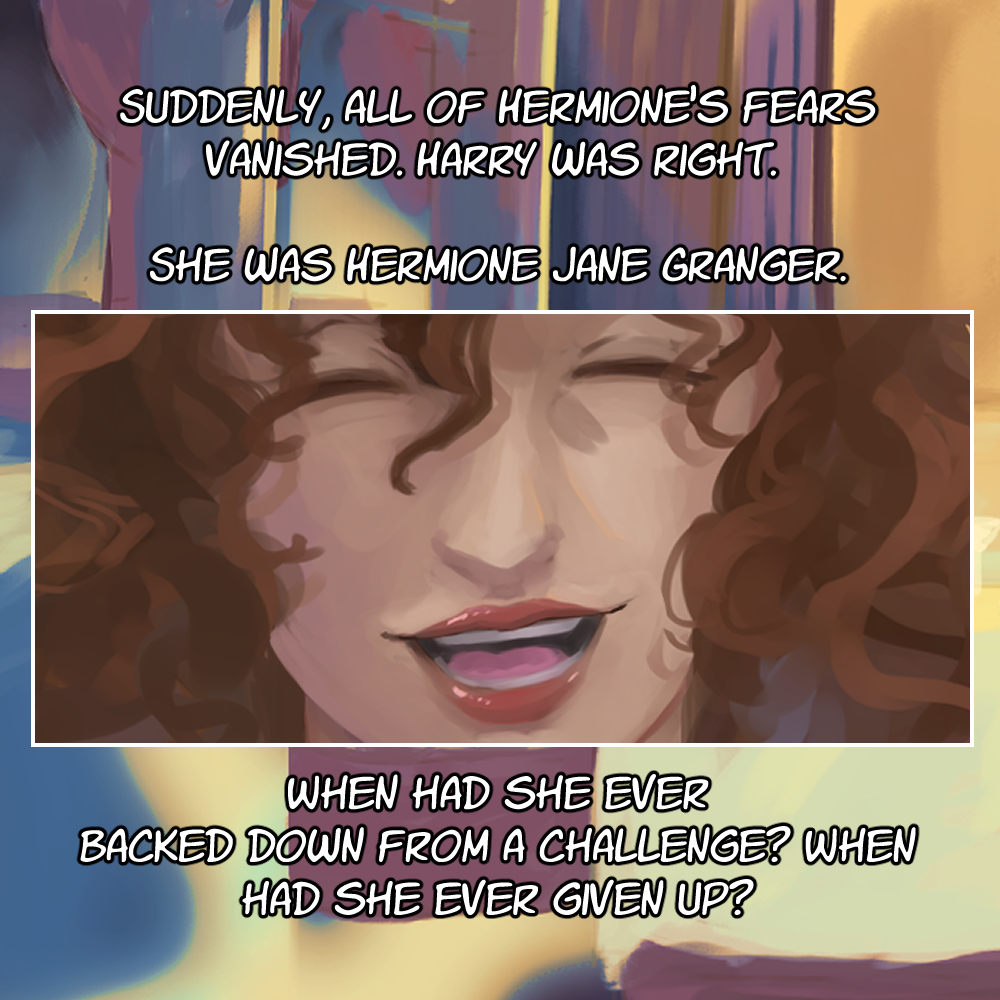 SUDDENLY, ALL OF HERMIONE'S FEARS
VANISHED. HARRY WAS RIGHT.
SHE WAS HERMIONE JANE GRANGER.
WHEN HAD SHE EVER
BACKED DOWN FROM A CHALLENGE? WHEN
HAD SHE EVER GIVEN UP?